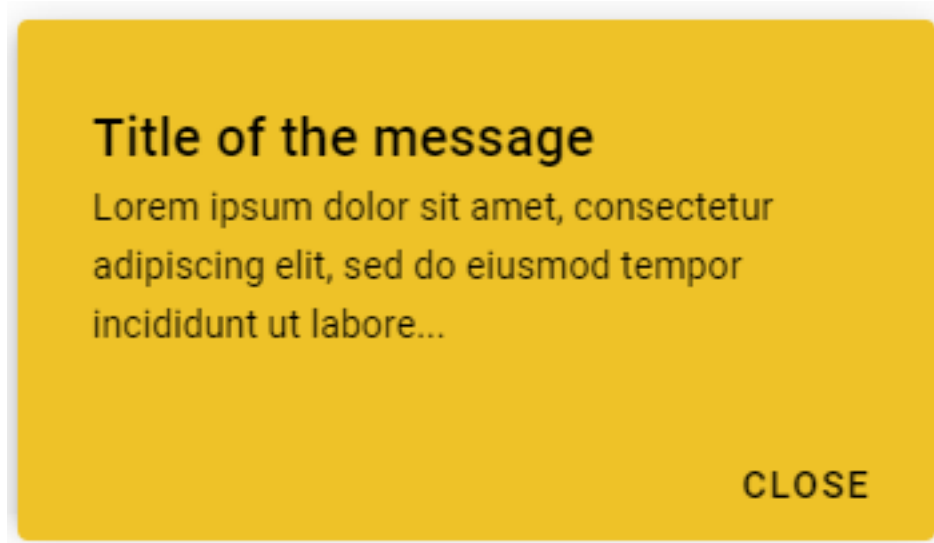 Title of the message
Lorem ipsum dolor sit amet, consectetur
adipiscing elit, sed do eiusmod tempor
incididunt ut labore...
CLOSE